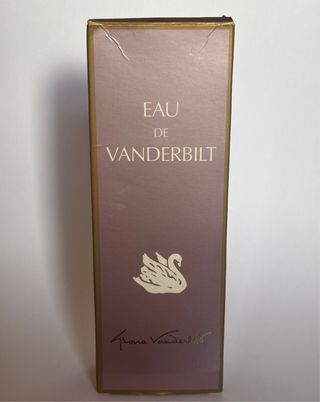 EAU
DE
VANDERBILT
Gloria Vanderbilt